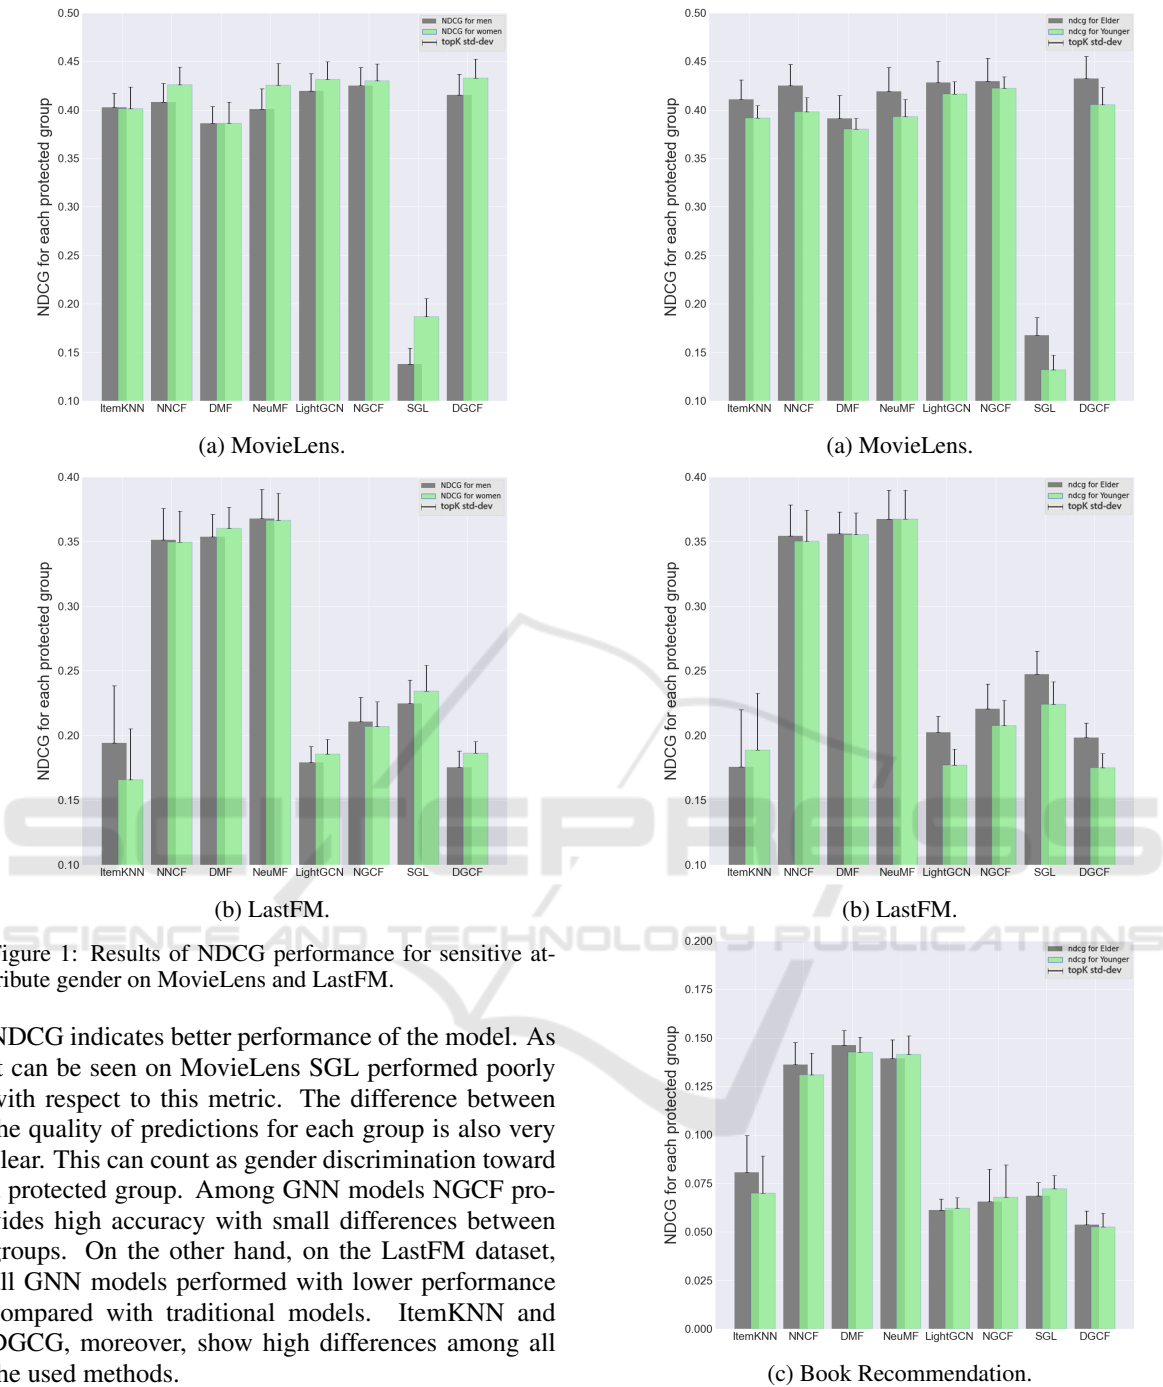 0.50
0.45
0.40
0.35
0.30
0.25
0.20
0.15
0.10
NDCG for each protected group
NDCG for men
NDCG for women
topK std-dev
ItemKNN NNCF DMF NeuMF LightGCN NGCF SGL DGCF
(a) MovieLens.
0.40
0.35
0.30
0.25
0.20
0.15
0.10
NDCG for each protected group
NDCG for men
NDCG for women
topK std-dev
ItemKNN NNCF DMF NeuMF LightGCN NGCF SGL DGCF
(b) LastFM.
Figure 1: Results of NDCG performance for sensitive at-
ribute gender on MovieLens and LastFM.
NDCG indicates better performance of the model. As
t can be seen on MovieLens SGL performed poorly
with respect to this metric. The difference between
he quality of predictions for each group is also very
lear. This can count as gender discrimination toward
protected group. Among GNN models NGCF pro-
vides high accuracy with small differences between
groups. On the other hand, on the LastFM dataset,
ll GNN models performed with lower performance
ompared with traditional models. ItemKNN and
DGCG, moreover, show high differences among all
he used methods.
0.50
0.45
0.40
0.35
0.30
0.25
0.20
0.15
0.10
NDCG for each protected group
ndcg for Elder
ndcg for Younger
topK std-dev
ItemKNN NNCF DMF NeuMF LightGCN NGCF SGL DGCF
(a) MovieLens.
0.40
0.35
0.30
0.25
0.20
0.15
0.10
NDCG for each protected group
ndcg for Elder
ndcg for Younger
topK std-dev
ItemKNN NNCF DMF NeuMF LightGCN NGCF SGL DGCF
(b) LastFM.
0.200
0.175
0.150
0.125
0.100
0.075
0.050
0.025
0.000
NDCG for each protected group
ndcg for Elder
ndcg for Younger
topK std-dev
ItemKNN NNCF DMF NeuMF LightGCN NGCF SGL DGCF
(c) Book Recommendation.
SCITEPRESS
SCIENCE AND TECHNOLOGY PUBLICATIONS